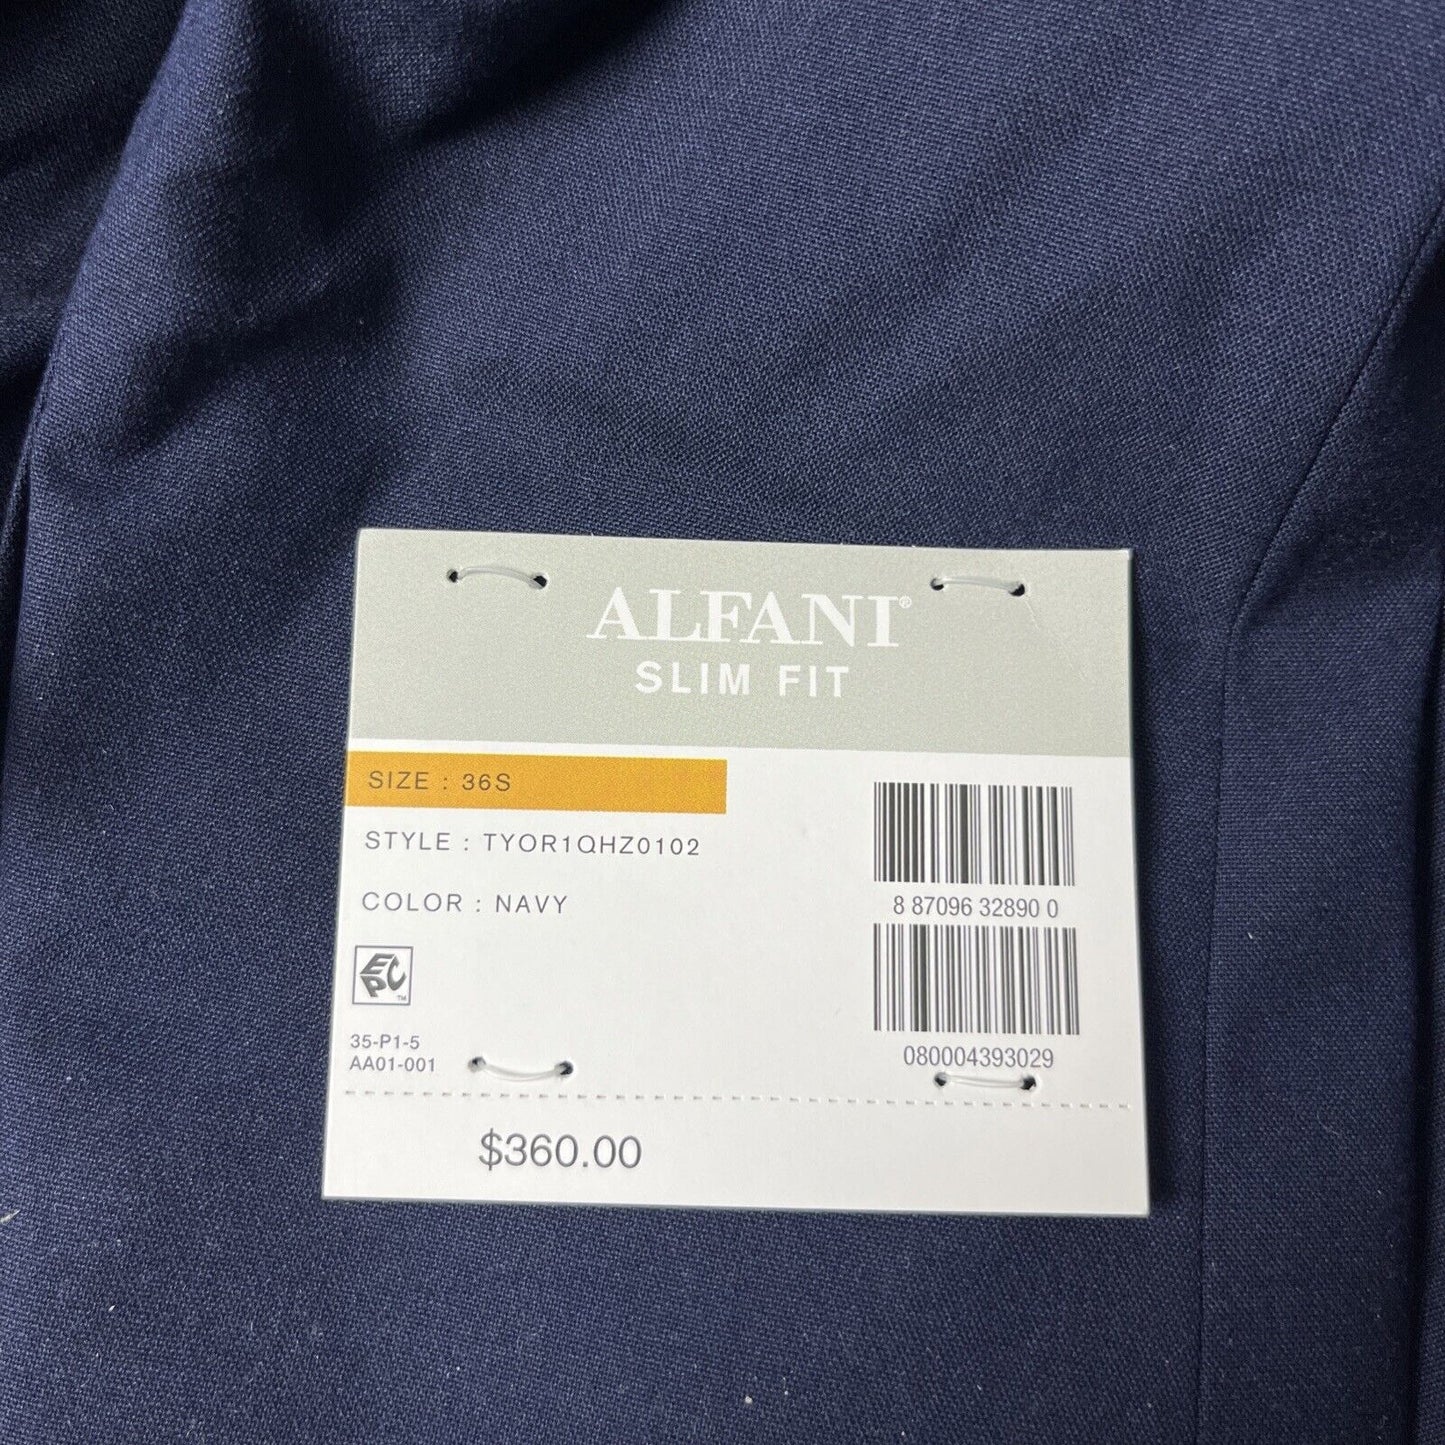 ALFANI®
SLIM FIT
SIZE : 36S
STYLE : TYOR1QHZ0102
COLOR : NAVY
8 87096 32890 0
EPC™
080004393029
35-P1-5
AA01-001
$360.00